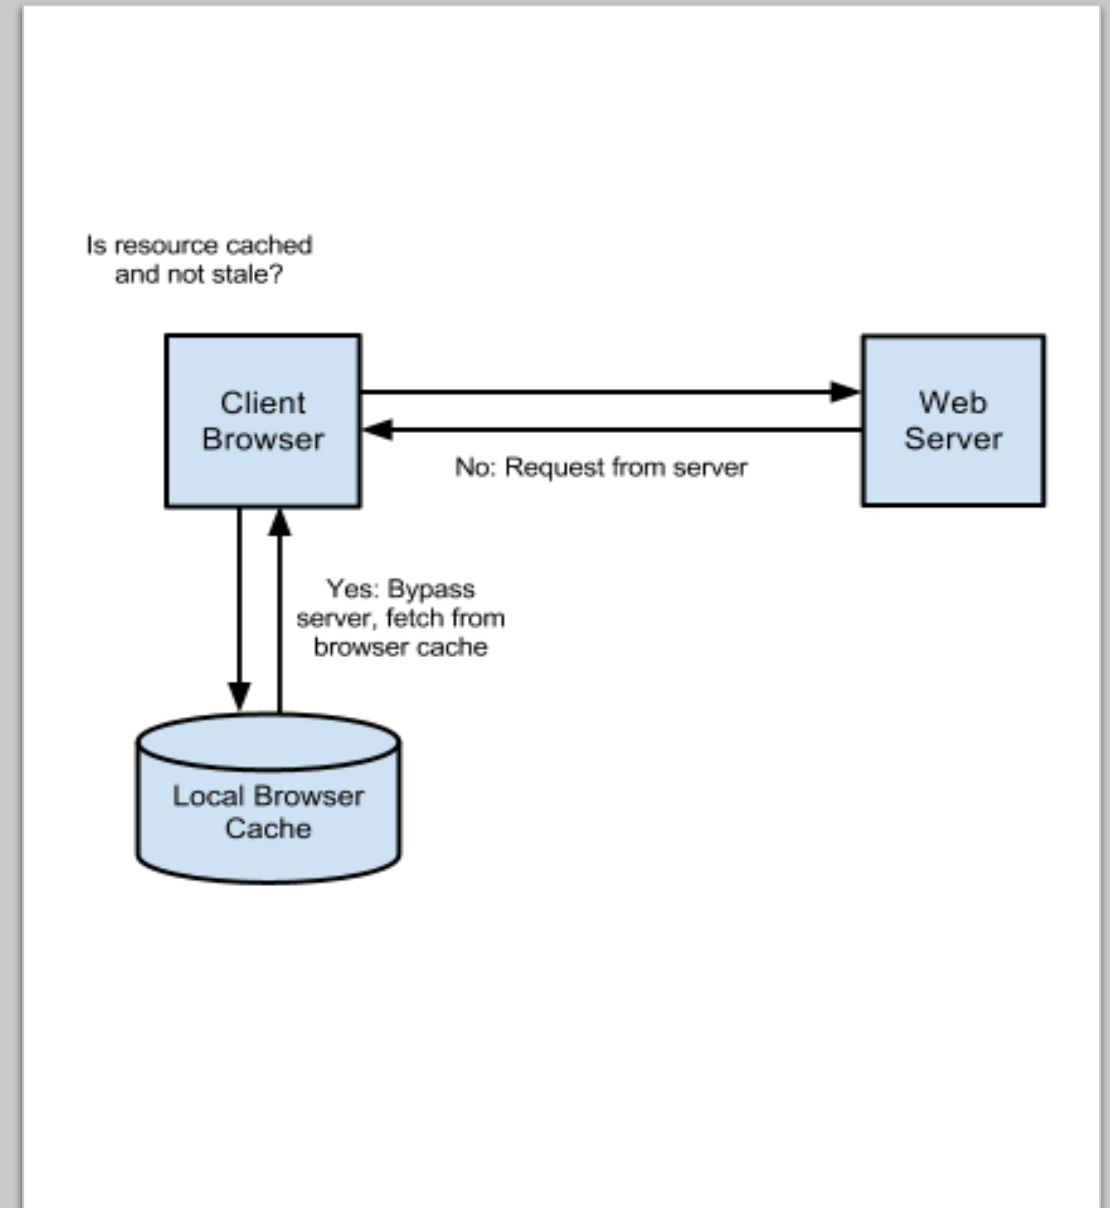 Is resource cached
and not stale?
Client
Browser
Web
Server
No: Request from server
Yes: Bypass
server, fetch from
browser cache
Local Browser
Cache